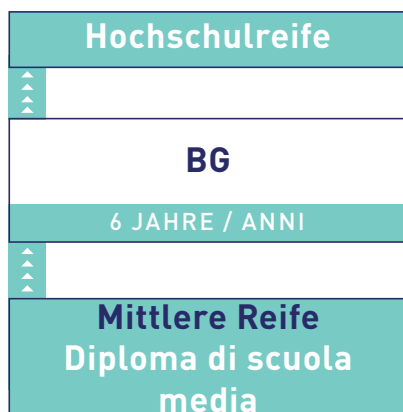 Hochschulreife
BG
6 JAHRE / ANNI
Mittlere Reife
Diploma di scuola
media